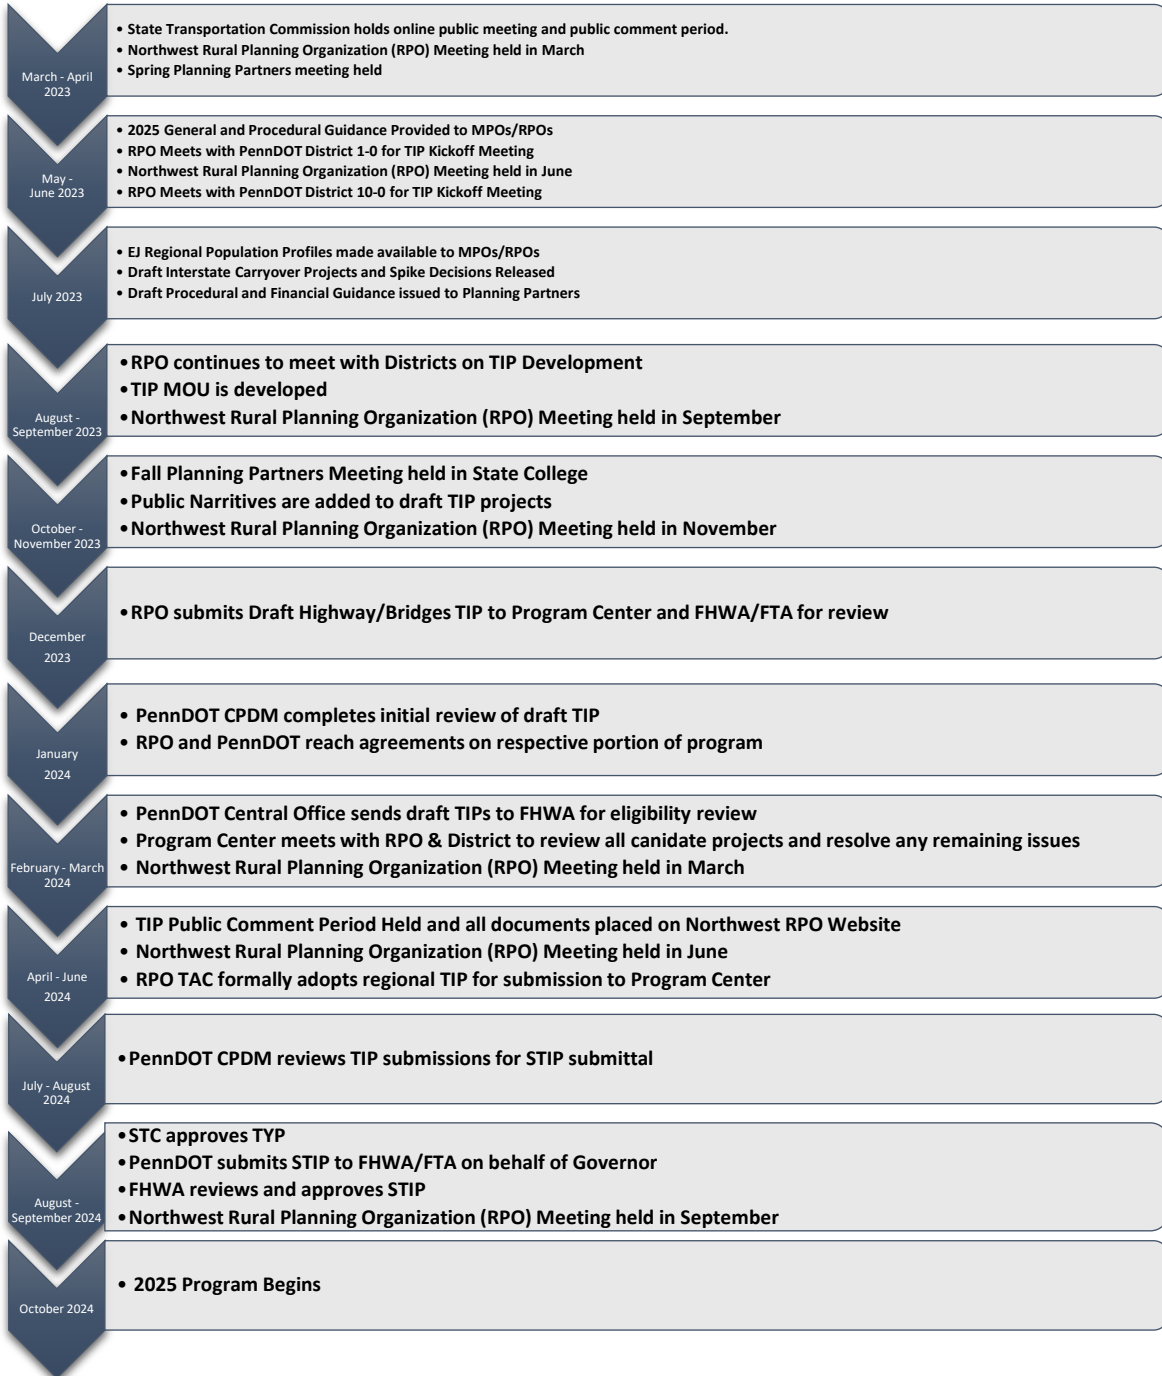 March - April
2023
• State Transportation Commission holds online public meeting and public comment period.
• Northwest Rural Planning Organization (RPO) Meeting held in March
• Spring Planning Partners meeting held
May -
June 2023
• 2025 General and Procedural Guidance Provided to MPOs/RPOs
• RPO Meets with PennDOT District 1-0 for TIP Kickoff Meeting
• Northwest Rural Planning Organization (RPO) Meeting held in June
• RPO Meets with PennDOT District 10-0 for TIP Kickoff Meeting
July 2023
• EJ Regional Population Profiles made available to MPOs/RPOs
• Draft Interstate Carryover Projects and Spike Decisions Released
• Draft Procedural and Financial Guidance issued to Planning Partners
August -
September 2023
•RPO continues to meet with Districts on TIP Development
•TIP MOU is developed
•Northwest Rural Planning Organization (RPO) Meeting held in September
October -
November 2023
•Fall Planning Partners Meeting held in State College
•Public Narritives are added to draft TIP projects
•Northwest Rural Planning Organization (RPO) Meeting held in November
December
2023
•RPO submits Draft Highway/Bridges TIP to Program Center and FHWA/FTA for review
January
2024
• PennDOT CPDM completes initial review of draft TIP
• RPO and PennDOT reach agreements on respective portion of program
February - March
2024
• PennDOT Central Office sends draft TIPs to FHWA for eligibility review
• Program Center meets with RPO & District to review all canidate projects and resolve any remaining issues
• Northwest Rural Planning Organization (RPO) Meeting held in March
April - June
2024
• TIP Public Comment Period Held and all documents placed on Northwest RPO Website
• Northwest Rural Planning Organization (RPO) Meeting held in June
• RPO TAC formally adopts regional TIP for submission to Program Center
July - August
2024
•PennDOT CPDM reviews TIP submissions for STIP submittal
August -
September 2024
•STC approves TYP
•PennDOT submits STIP to FHWA/FTA on behalf of Governor
•FHWA reviews and approves STIP
•Northwest Rural Planning Organization (RPO) Meeting held in September
October 2024
• 2025 Program Begins